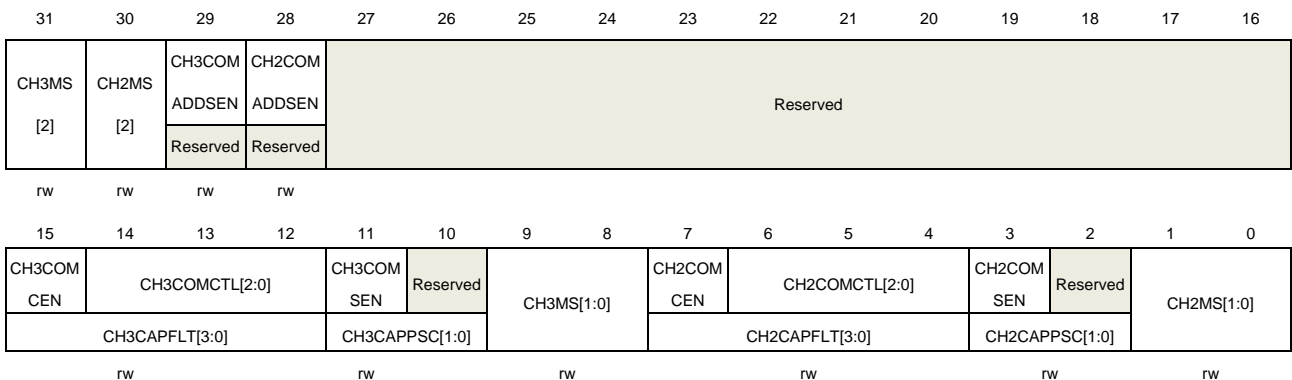 31 30 29 28 27 26 25 24 23 22 21 20 19 18 17 16
CH3MS [2] CH2MS [2] CH3COM ADDSEN CH2COM ADDSEN Reserved
Reserved Reserved
rw rw rw rw
15 14 13 12 11 10 9 8 7 6 5 4 3 2 1 0
CH3COM CEN CH3COMCTL[2:0] CH3COM SEN Reserved CH3MS[1:0] CH2COM CEN CH2COMCTL[2:0] CH2COM SEN Reserved CH2MS[1:0]
CH3CAPFLT[3:0] CH3CAPPSC[1:0] CH2CAPFLT[3:0] CH2CAPPSC[1:0]
rw rw rw rw rw rw